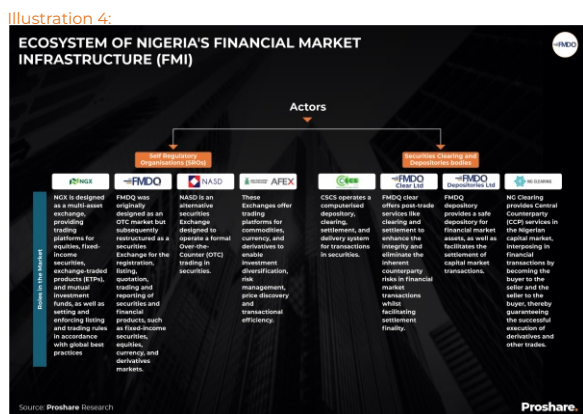 Illustration 4:
ECOSYSTEM OF NIGERIA'S FINANCIAL MARKET
INFRASTRUCTURE (FMI)
FMDQ
Actors
Self Regulatory
Organisations (SROs)
Securities Clearing and
Depositories bodies
NGX
FMDQ
NASD
AFEX
CSCS
FMDQ
Clear Ltd
FMDQ
Depositories Ltd
NG CLEARING
Roles in the Market
NGX is designed
as a multi-asset
exchange,
providing
trading
platforms for
equities, fixed-
income
securities,
exchange-traded
products (ETPs),
and mutual
investment
funds, as well as
setting and
enforcing listing
and trading rules
in accordance
with global best
practices
FMDQ was
originally
designed as an
OTC market but
subsequently
restructured as a
securities
Exchange for the
registration,
listing,
quotation,
trading and
reporting of
securities and
financial
products, such
as fixed-income
securities,
equities,
currency, and
derivatives
markets.
NASD is an
alternative
securities
Exchange
designed to
operate a formal
Over-the-
Counter (OTC)
trading in
securities.
These
Exchanges offer
trading
platforms for
commodities,
currency, and
derivatives to
enable
investment
diversification,
risk
management,
price discovery
and
transactional
efficiency.
CSCS operates a
computerised
depository,
clearing,
settlement, and
delivery system
for transactions
in securities.
FMDQ clear
offers post-trade
services like
clearing and
settlement to
enhance the
integrity and
eliminate the
inherent
counterparty
risks in financial
market
transactions
whilst
facilitating
settlement
finality.
FMDQ
depository
provides a safe
depository for
financial market
assets, as well as
facilitates the
settlement of
capital market
transactions.
NG Clearing
provides Central
Counterparty
(CCP) services in
the Nigerian
capital market,
interposing in
financial
transactions by
becoming the
buyer to the
seller and the
seller to the
buyer, thereby
guaranteeing
the successful
execution of
derivatives and
other trades.
Source: Proshare Research
Proshare.